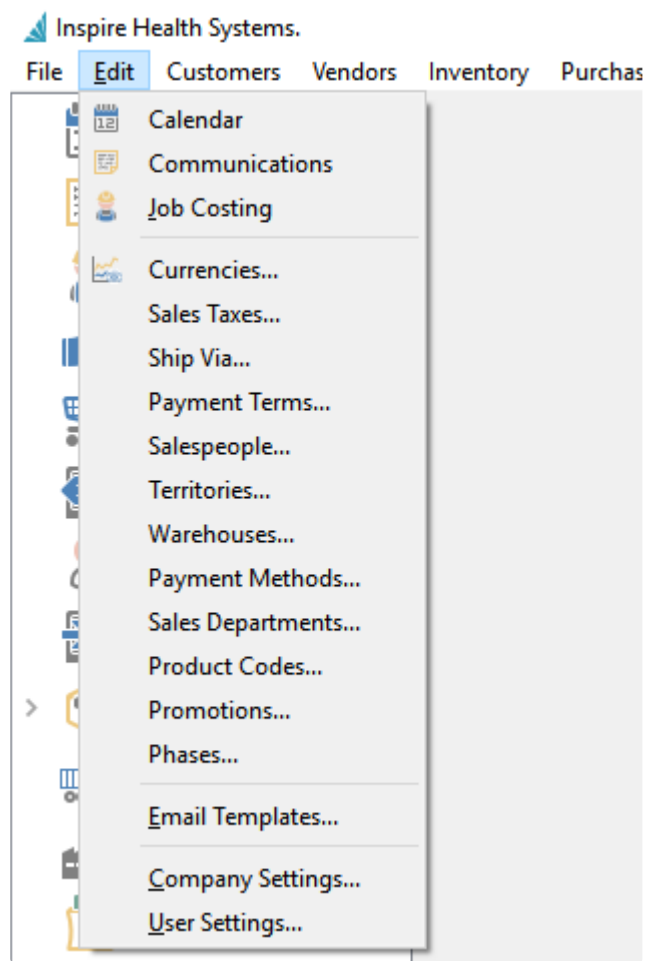 Inspire Health Systems.
File Edit Customers Vendors Inventory
12 Calendar
Communications
Job Costing
Currencies...
Sales Taxes...
Ship Via...
Payment Terms...
Salespeople...
Territories...
Warehouses...
Payment Methods...
Sales Departments...
Product Codes...
Promotions...
Phases...
Email Templates...
Company Settings...
User Settings...